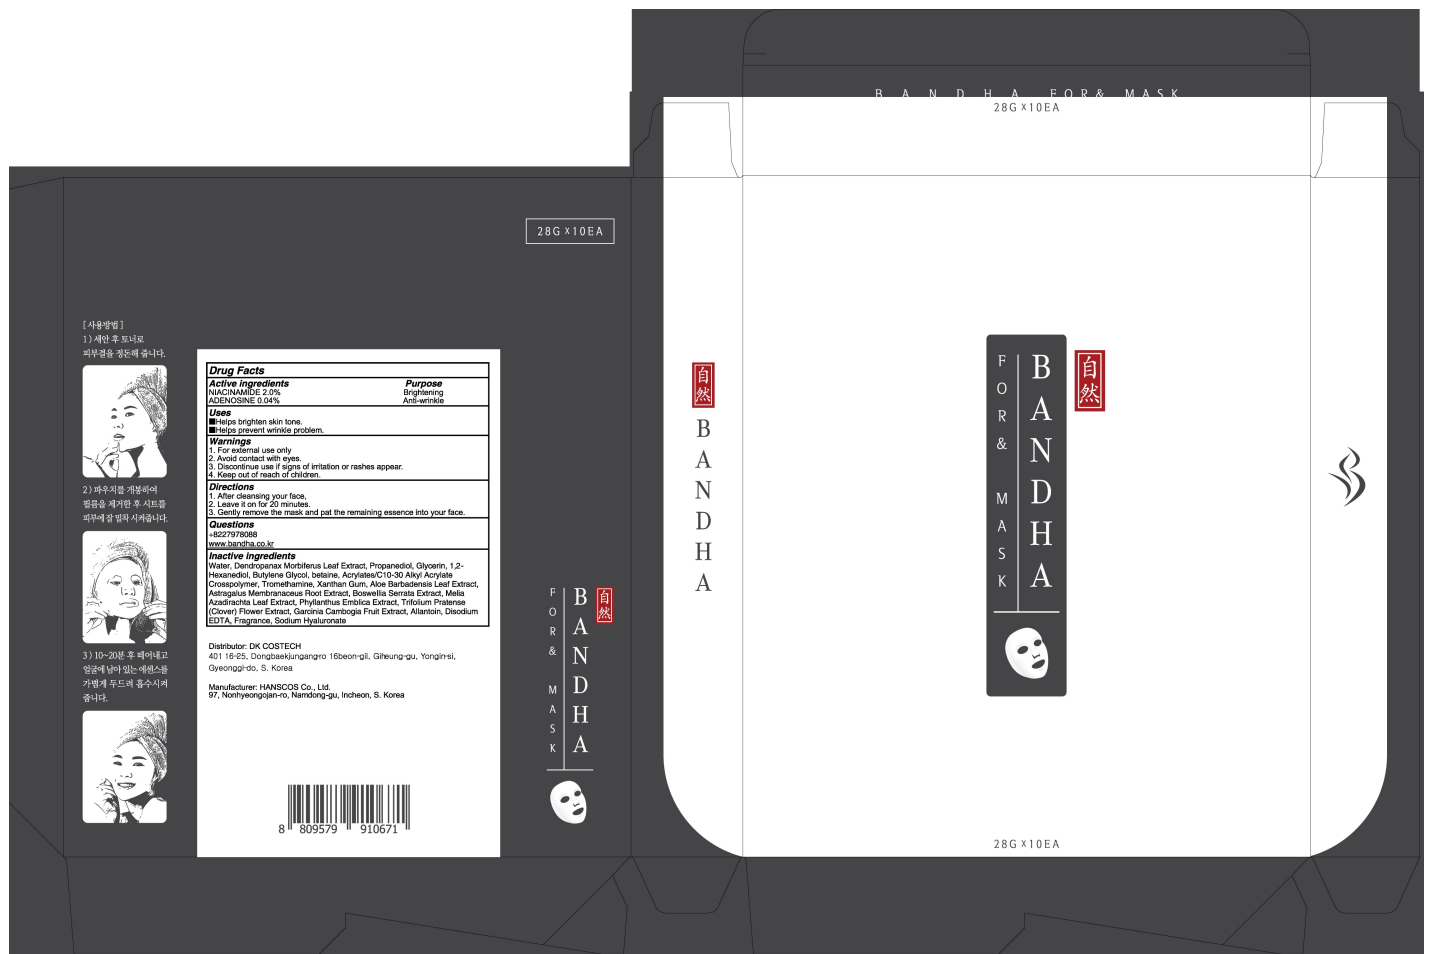 BANDHA FOR& MASK
28G X10EA
28G X10EA
[사용방법]
1) 세안 후 토너로
피부결을 정돈해 줍니다.
2) 파우치를 개봉하여
필름을 제거한 후 시트를
피부에 잘 밀착 시켜줍니다.
3) 10~20분 후 떼어내고
얼굴에 남아 있는 에센스를
가볍게 두드려 흡수시켜
줍니다.
Drug Facts
Active ingredients Purpose
NIACINAMIDE 2.0% Brightening
ADENOSINE 0.04% Anti-wrinkle
Uses
■Helps brighten skin tone.
■Helps prevent wrinkle problem.
Warnings
1. For external use only
2. Avoid contact with eyes.
3. Discontinue use if signs of irritation or rashes appear.
4. Keep out of reach of children.
Directions
1. After cleansing your face,
2. Leave it on for 20 minutes.
3. Gently remove the mask and pat the remaining essence into your face.
Questions
+8227978088
www.bandha.co.kr
Inactive ingredients
Water, Dendropanax Morbiferus Leaf Extract, Propanediol, Glycerin, 1,2-
Hexanediol, Butylene Glycol, betaine, Acrylates/C10-30 Alkyl Acrylate
Crosspolymer, Tromethamine, Xanthan Gum, Aloe Barbadensis Leaf Extract,
Astragalus Membranaceus Root Extract, Boswellia Serrata Extract, Melia
Azadirachta Leaf Extract, Phyllanthus Emblica Extract, Trifolium Pratense
(Clover) Flower Extract, Garcinia Cambogia Fruit Extract, Allantoin, Disodium
EDTA, Fragrance, Sodium Hyaluronate
Distributor: DK COSTECH
401 16-25, Dongbaekjungang-ro 16beon-gil, Giheung-gu, Yongin-si,
Gyeonggi-do, S. Korea
Manufacturer: HANSCOS Co., Ltd.
97, Nonhyeongojan-ro, Namdong-gu, Incheon, S. Korea
8 809579 910671
自然
BANDHA
FOR& MASK
自然
BANDHA
自然
BANDHA
FOR& MASK
28G X10EA